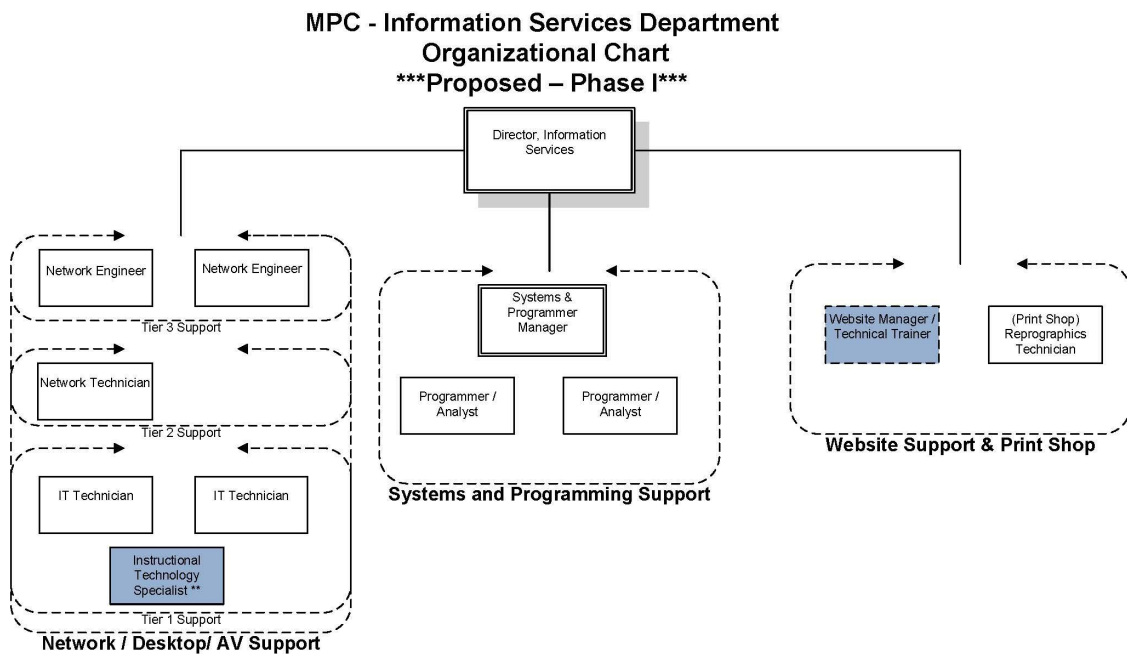 MPC - Information Services Department
Organizational Chart
***Proposed – Phase I***
Director, Information
Services
Network Engineer
Network Engineer
Tier 3 Support
Network Technician
Tier 2 Support
IT Technician
IT Technician
Instructional
Technology
Specialist **
Tier 1 Support
Network / Desktop/ AV Support
Systems &
Programmer
Manager
Programmer /
Analyst
Programmer /
Analyst
Systems and Programming Support
Website Manager /
Technical Trainer
(Print Shop)
Reprographics
Technician
Website Support & Print Shop